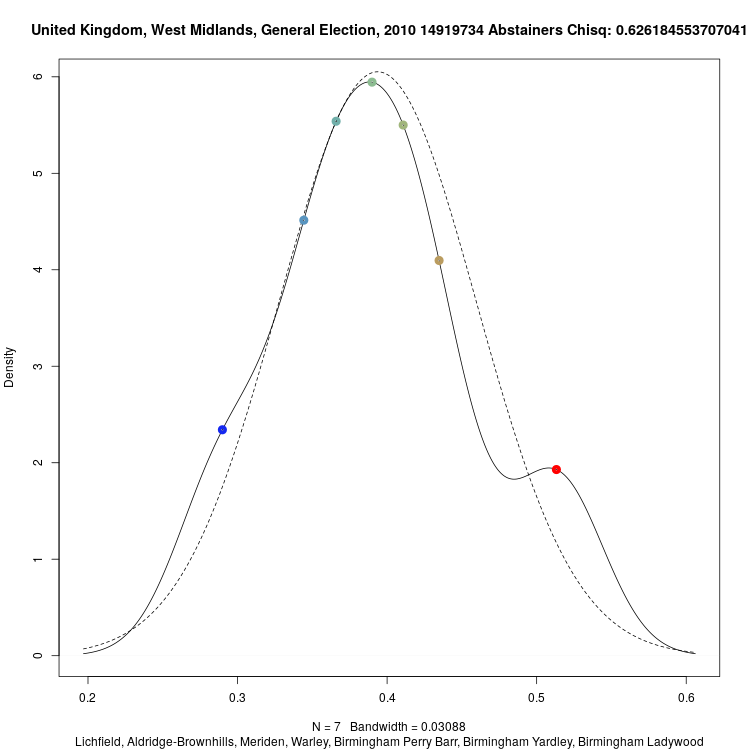 United Kingdom, West Midlands, General Election, 2010 14919734 Abstainers Chisq: 0.626184553707041
6
5
4
3
2
1
0
Density
0.2 0.3 0.4 0.5 0.6
N = 7 Bandwidth = 0.03088
Lichfield, Aldridge-Brownhills, Meriden, Warley, Birmingham Perry Barr, Birmingham Yardley, Birmingham Ladywood